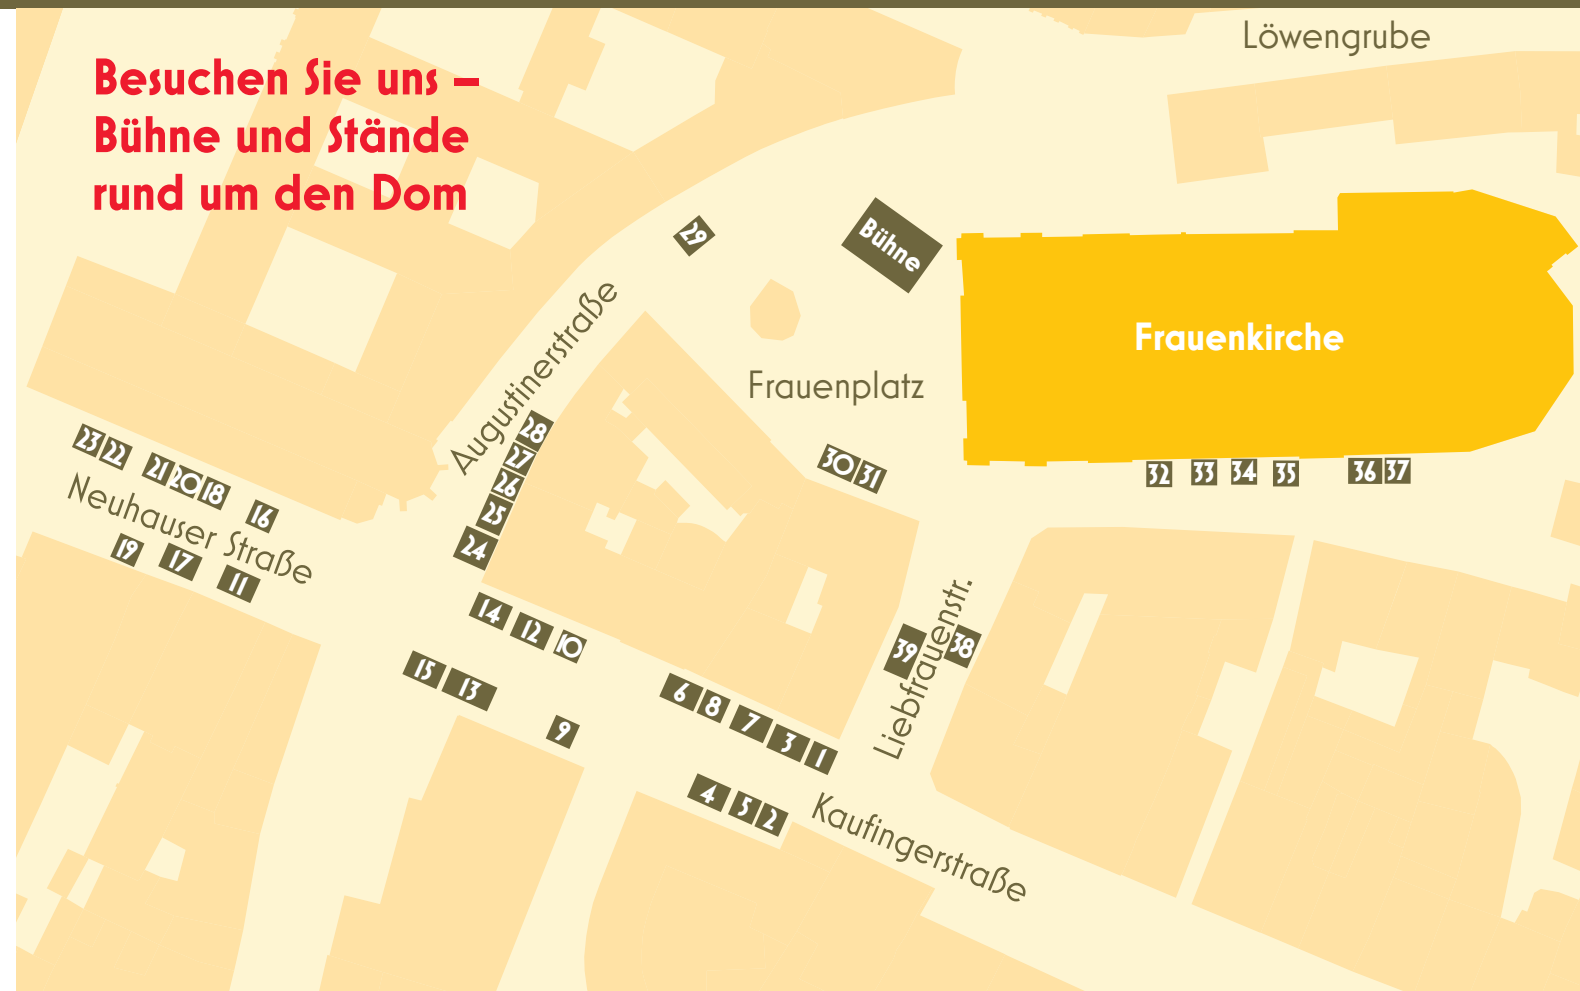 Besuchen Sie uns –
Bühne und Stände
rund um den Dom
Löwengrube
29
Bühne
Frauenkirche
Augustinerstraße
Frauenplatz
28
27
26
25
24
30 31
32 33 34 35 36 37
23 22 21 20 18 16
Neuhauser Straße
19 17 11
14 12 10
15 13
9
39
Liebfrauenstr.
38
6 8 7 3 1
4 5 2
Kaufingerstraße